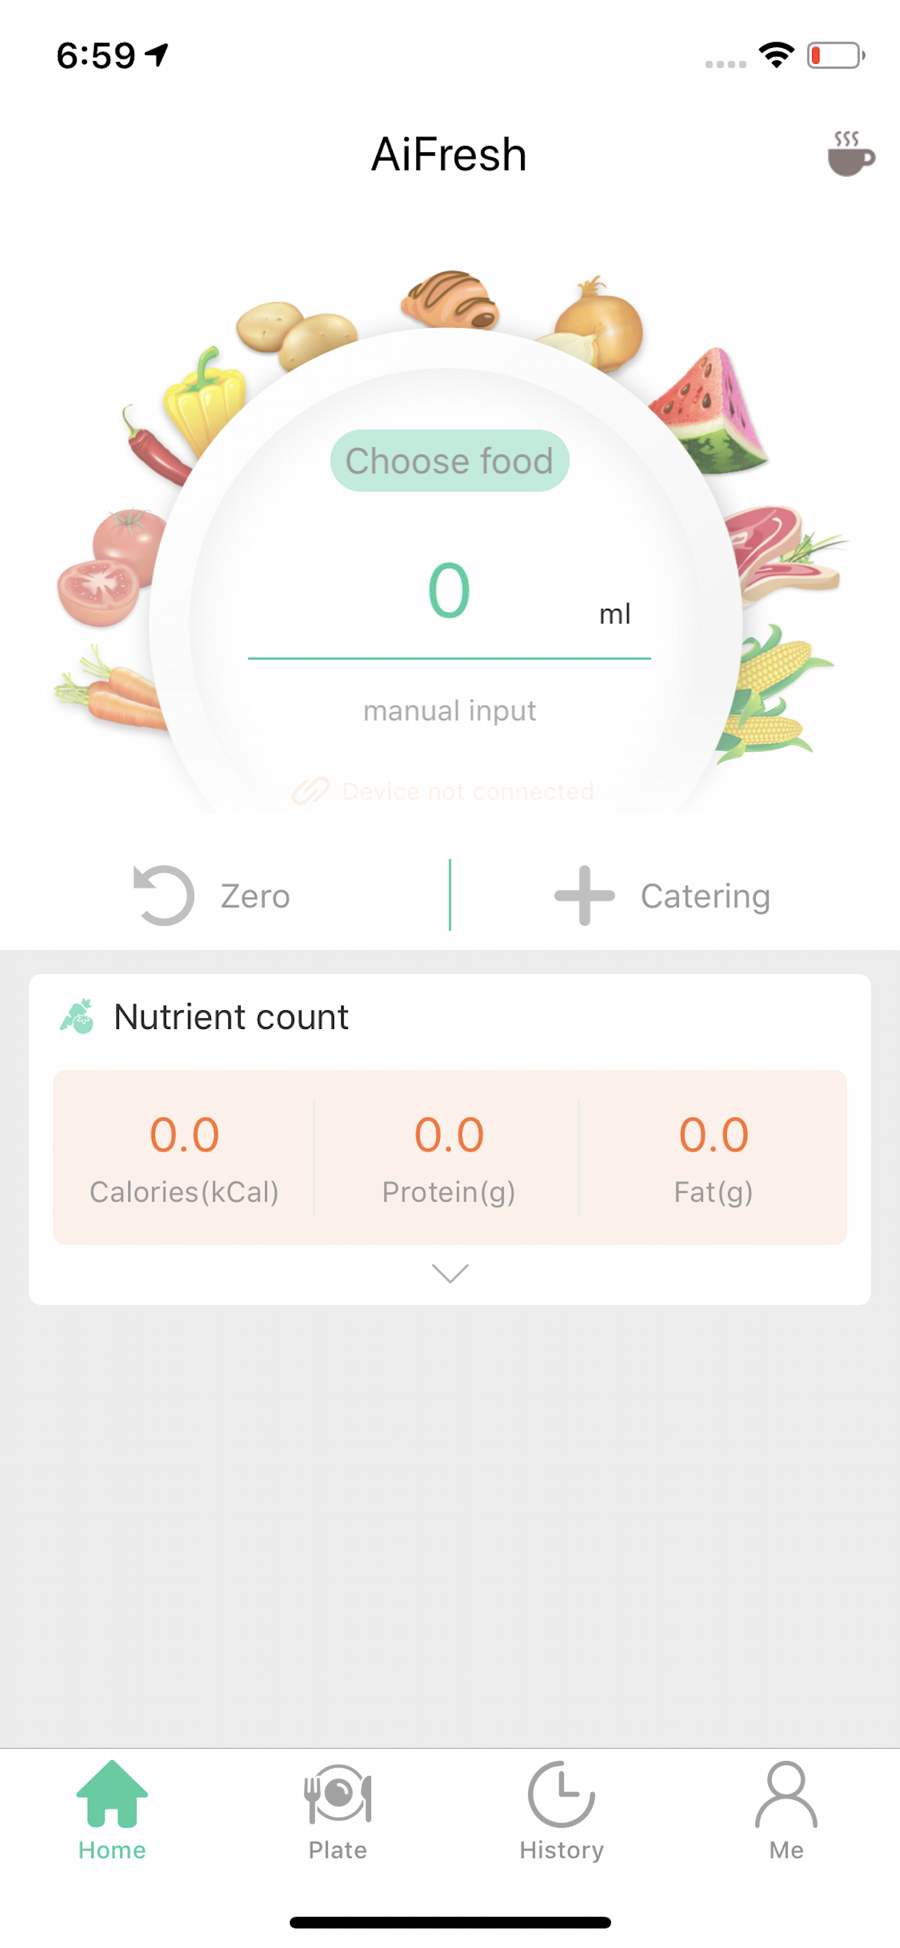 6:59
AiFresh
Choose food
0
ml
manual input
Device not connected
Zero
Catering
Nutrient count
0.0
0.0
0.0
Calories(kCal)
Protein(g)
Fat(g)
Home
Plate
History
Me